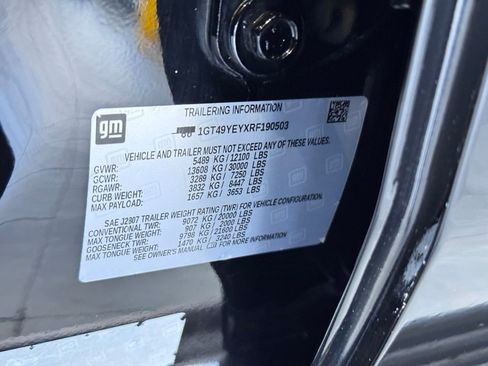 gm
TRAILERING INFORMATION
1GT49YEYXRF190503
VEHICLE AND TRAILER MUST NOT EXCEED ANY OF THESE WEIGHTS
GVWR: 5489 KG / 12100 LBS
GCWR: 13608 KG / 30000 LBS
RGAWR: 3289 KG / 7250 LBS
CURB WEIGHT: 3832 KG / 8447 LBS
MAX PAYLOAD: 1657 KG / 3653 LBS
SAE J2807 TRAILER WEIGHT RATING (TWR) FOR VEHICLE CONFIGURATION.
CONVENTIONAL TWR: 9072 KG / 20000 LBS
MAX TONGUE WEIGHT: 907 KG / 2000 LBS
GOOSENECK TWR: 9798 KG / 21600 LBS
MAX TONGUE WEIGHT: 1470 KG / 3240 LBS
SEE OWNER'S MANUAL FOR MORE INFORMATION